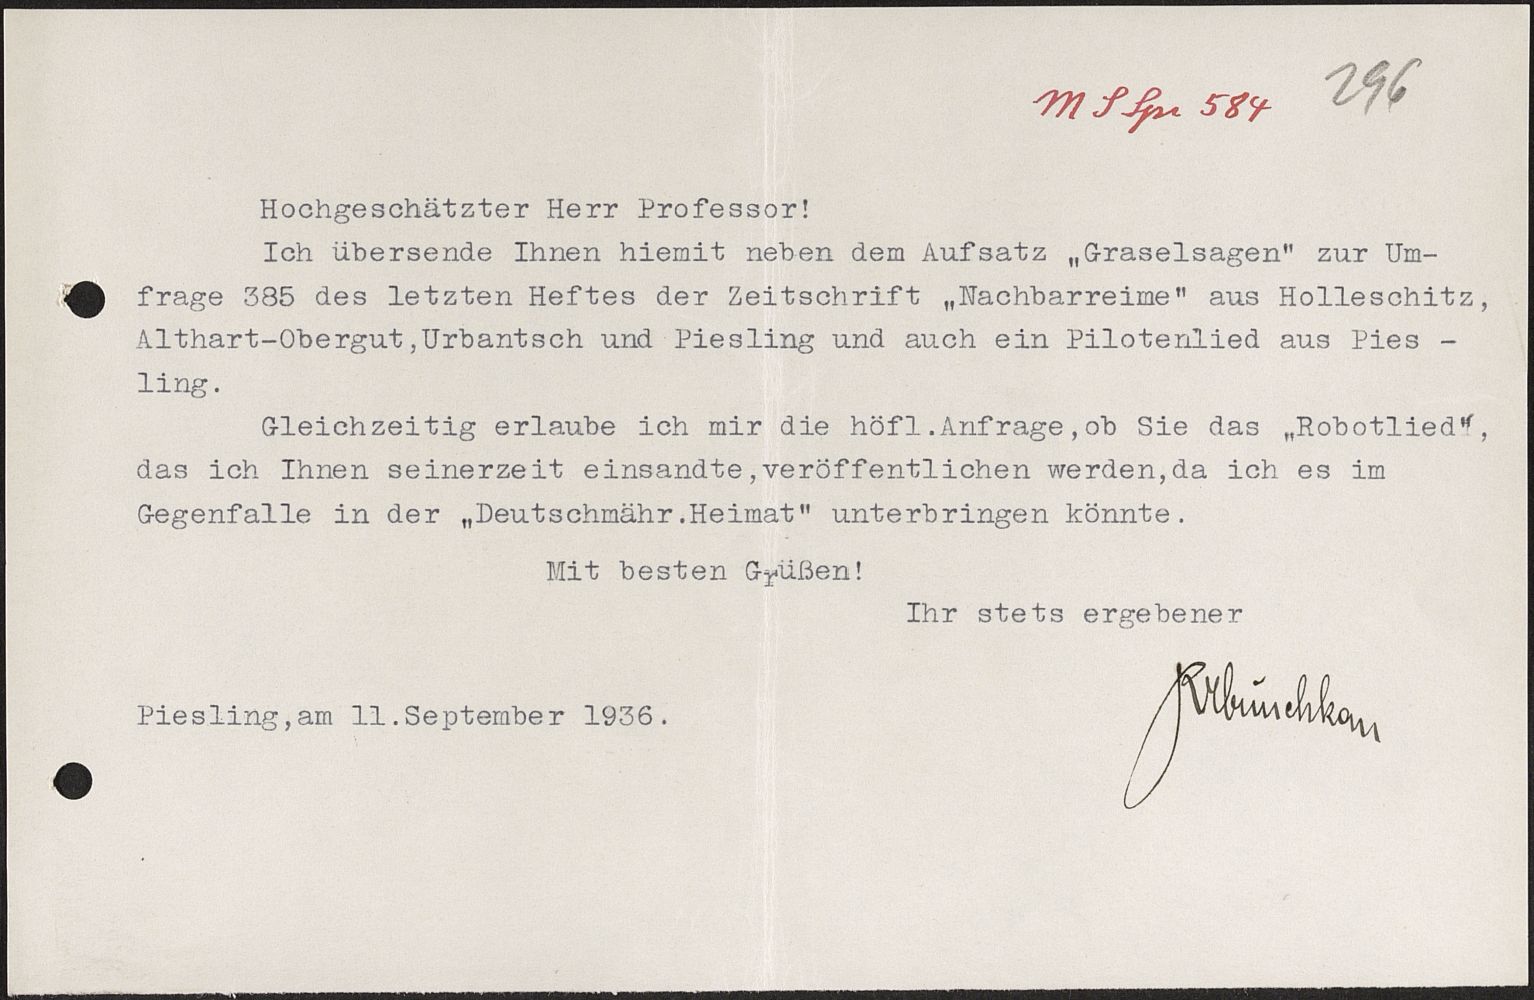 M S Spr 584 296
Hochgeschätzter Herr Professor!
Ich übersende Ihnen hiemit neben dem Aufsatz „Graselsagen" zur Um-
frage 385 des letzten Heftes der Zeitschrift „Nachbarreime" aus Holleschitz,
Althart-Obergut,Urbantsch und Piesling und auch ein Pilotenlied aus Pies -
ling.
Gleichzeitig erlaube ich mir die höfl.Anfrage,ob Sie das „Robotlied",
das ich Ihnen seinerzeit einsandte,veröffentlichen werden,da ich es im
Gegenfalle in der „Deutschmähr.Heimat" unterbringen könnte.
Mit besten Grüßen!
Ihr stets ergebener
Piesling,am 11.September 1936.